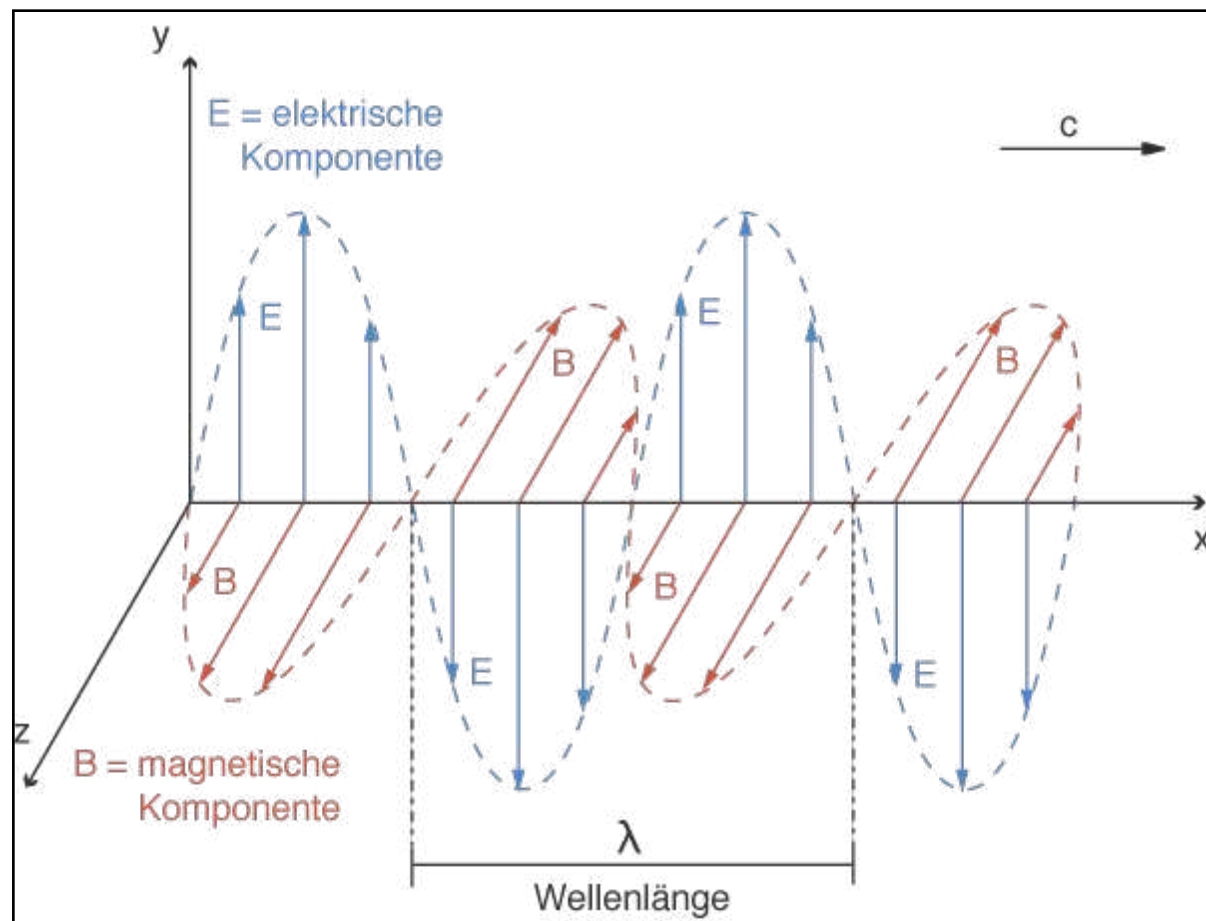 y
E = elektrische
Komponente
c
E
E
B
B
x
B
B
E
E
z
B = magnetische
Komponente
λ
Wellenlänge